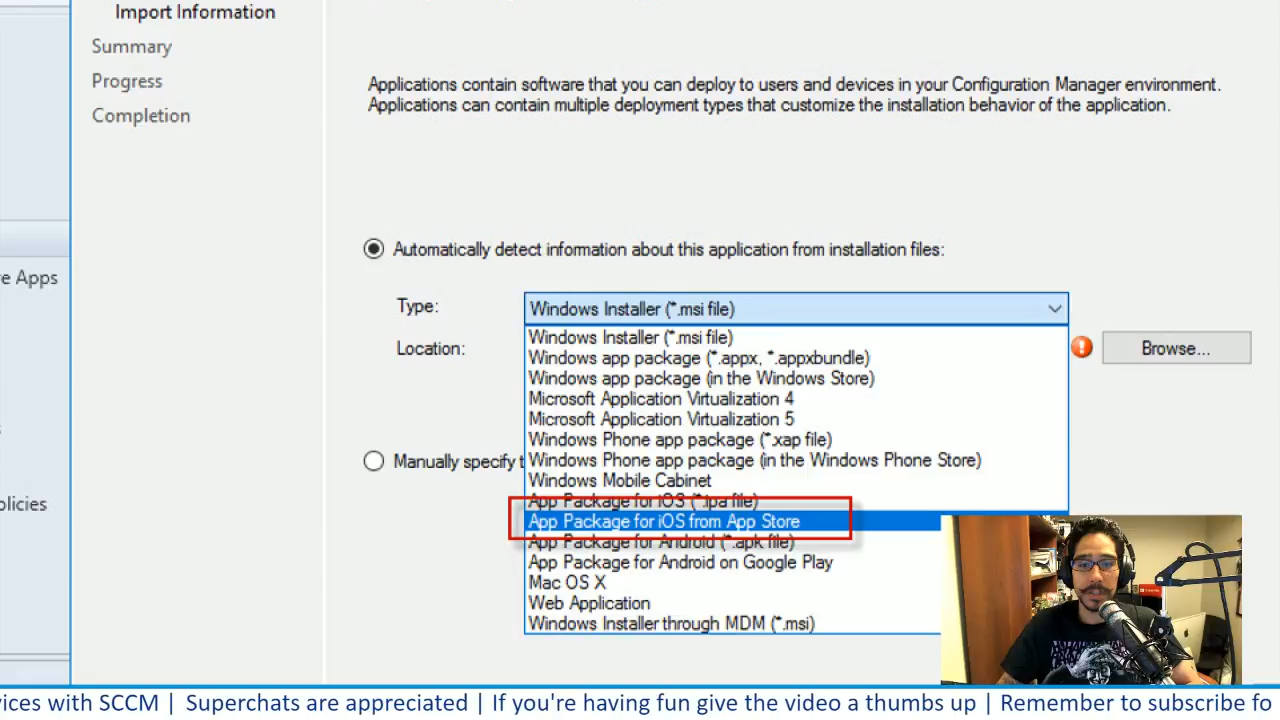 Import Information
Summary
Progress
Completion
Applications contain software that you can deploy to users and devices in your Configuration Manager environment.
Applications can contain multiple deployment types that customize the installation behavior of the application.
e Apps
olicies
Automatically detect information about this application from installation files:
Type:
Windows Installer (*.msi file)
Location:
Browse...
Windows Installer (*.msi file)
Windows app package (*.appx, *.appxbundle)
Windows app package (in the Windows Store)
Microsoft Application Virtualization 4
Microsoft Application Virtualization 5
Windows Phone app package (*.xap file)
Windows Phone app package (in the Windows Phone Store)
Windows Mobile Cabinet
App Package for iOS (*.ipa file)
App Package for iOS from App Store
App Package for Android (*.apk file)
App Package for Android on Google Play
Mac OS X
Web Application
Windows Installer through MDM (*.msi)
Manually specify t
vices with SCCM | Superchats are appreciated | If you're having fun give the video a thumbs up | Remember to subscribe fo